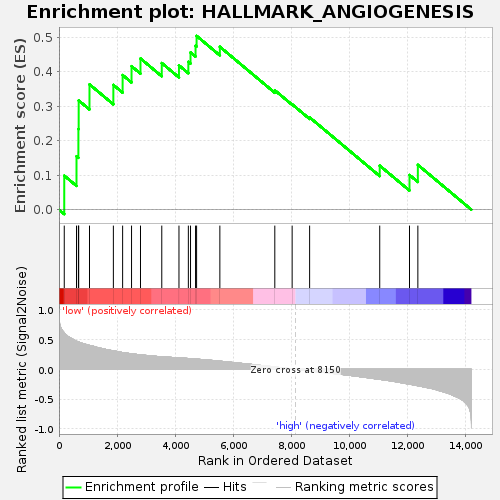 Enrichment plot: HALLMARK_ANGIOGENESIS
Enrichment score (ES)
0.5
0.4
0.3
0.2
0.1
0.0
'low' (positively correlated)
Ranked list metric (Signal2Noise)
1.0
0.5
0.0
-0.5
-1.0
Zero cross at 8150
'high' (negatively correlated)
0 2,000 4,000 6,000 8,000 10,000 12,000 14,000
Rank in Ordered Dataset
Enrichment profile Hits Ranking metric scores